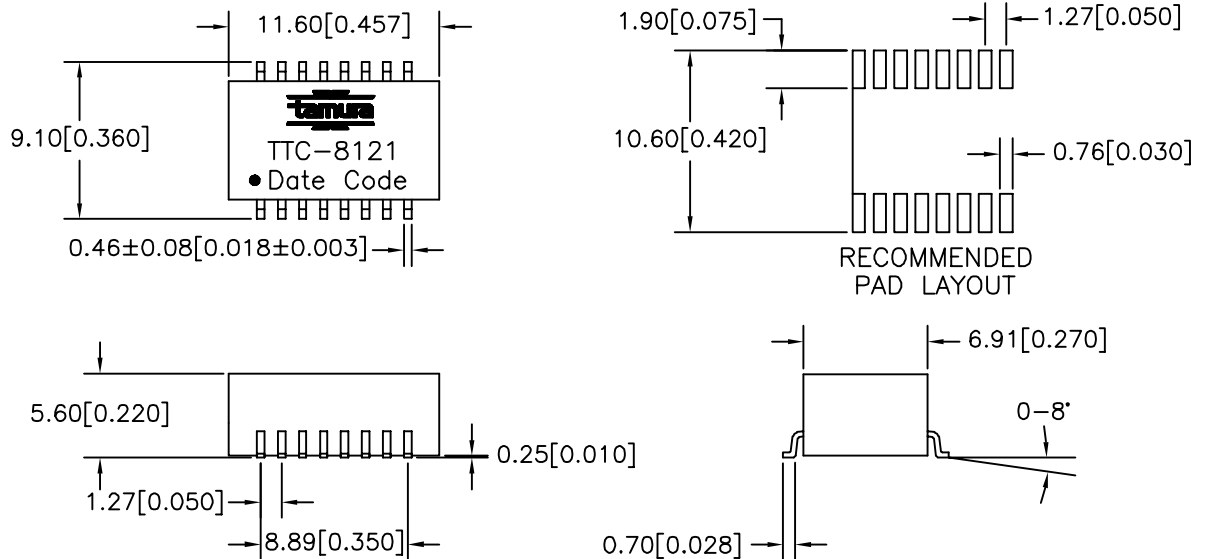 11.60[0.457]
9.10[0.360]
tamura
TTC-8121
Date Code
0.46±0.08[0.018±0.003]
1.90[0.075]
1.27[0.050]
10.60[0.420]
0.76[0.030]
RECOMMENDED
PAD LAYOUT
5.60[0.220]
0.25[0.010]
1.27[0.050]
8.89[0.350]
6.91[0.270]
0-8°
0.70[0.028]